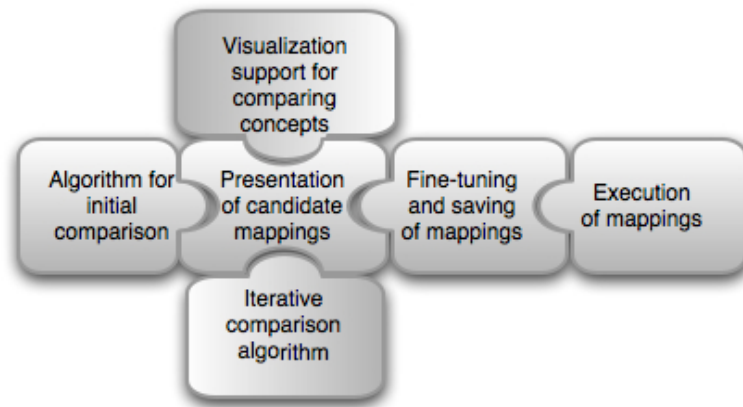 Visualization
support for
comparing
concepts
Algorithm for
initial
comparison
Presentation
of candidate
mappings
Fine-tuning
and saving
of mappings
Execution
of mappings
Iterative
comparison
algorithm